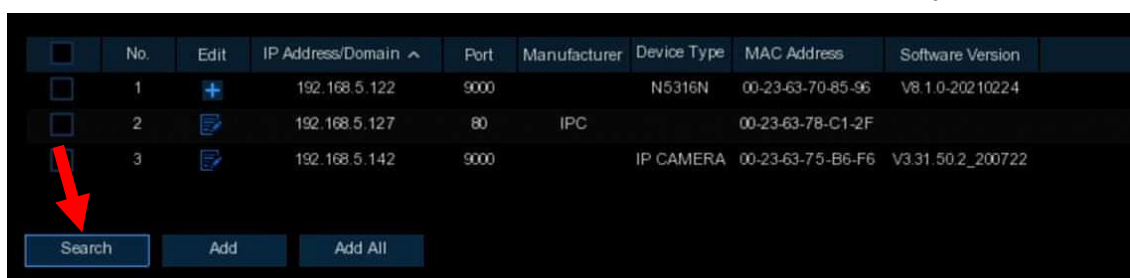 No. Edit IP Address/Domain Port Manufacturer Device Type MAC Address Software Version
1 192.168.5.122 9000 N5316N 00-23-63-70-85-96 V8.1.0-20210224
2 192.168.5.127 80 IPC 00-23-63-78-C1-2F
3 192.168.5.142 9000 IP CAMERA 00-23-63-75-B6-F6 V3.31.50.2_200722
Search Add Add All